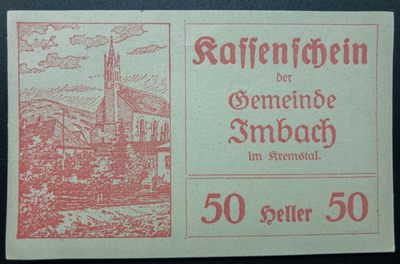 Kassenschein
der
Gemeinde
Imbach
im Kremstal.
50 Heller 50